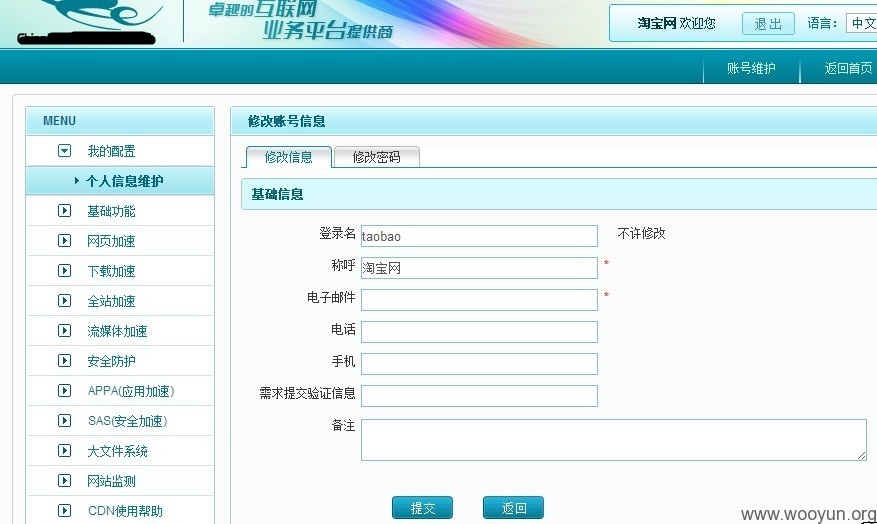 卓越的互联网
业务平台提供商
淘宝网 欢迎您 退 出 语言： 中文
账号维护 返回首页
MENU
我的配置
个人信息维护
基础功能
网页加速
下载加速
全站加速
流媒体加速
安全防护
APPA(应用加速)
SAS(安全加速)
大文件系统
网站监测
CDN使用帮助
修改账号信息
修改信息 修改密码
基础信息
登录名 taobao 不许修改
称呼 淘宝网 *
电子邮件 *
电话
手机
需求提交验证信息
备注
提交 返回
www.wooyun.org